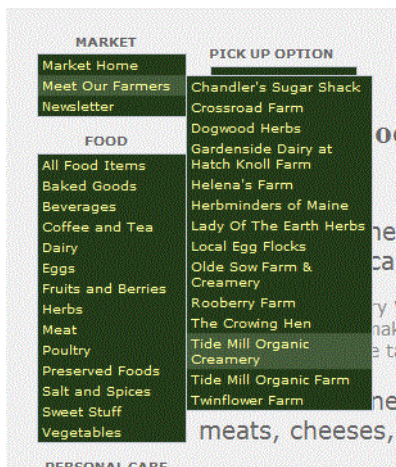 MARKET
Market Home
Meet Our Farmers
Newsletter
FOOD
All Food Items
Baked Goods
Beverages
Coffee and Tea
Dairy
Eggs
Fruits and Berries
Herbs
Meat
Poultry
Preserved Foods
Salt and Spices
Sweet Stuff
Vegetables
PERSONAL CARE
PICK UP OPTION
Chandler's Sugar Shack
Crossroad Farm
Dogwood Herbs
Gardenside Dairy at
Hatch Knoll Farm
Helena's Farm
Herbminders of Maine
Lady Of The Earth Herbs
Local Egg Flocks
Olde Sow Farm &
Creamery
Rooberry Farm
The Crowing Hen
Tide Mill Organic
Creamery
Tide Mill Organic Farm
Twinflower Farm
meats, cheeses,